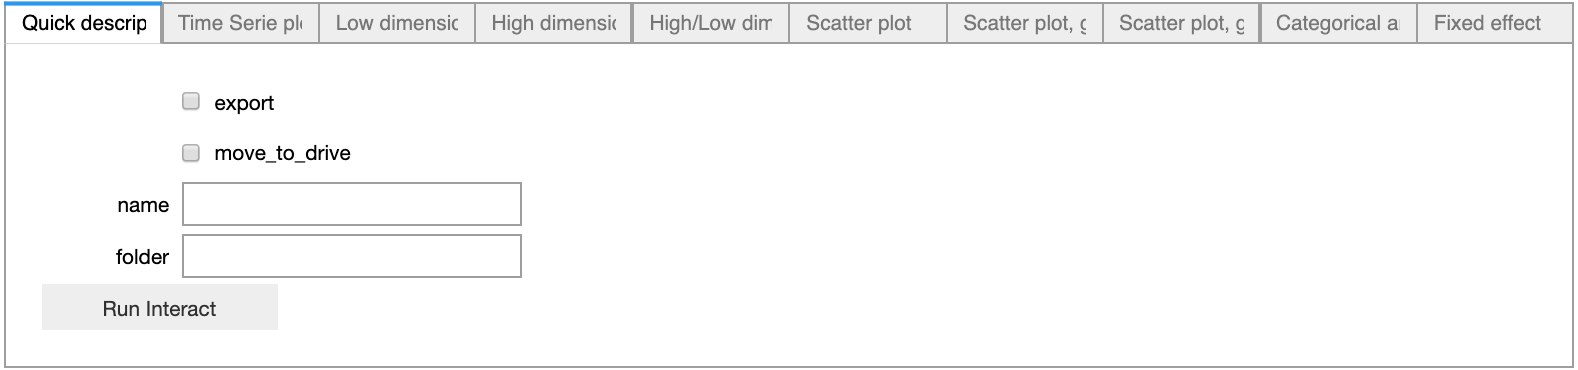 Quick descrip Time Serie plo Low dimensic High dimensic High/Low dim Scatter plot Scatter plot, g Scatter plot, g Categorical a Fixed effect
export
move_to_drive
name
folder
Run Interact